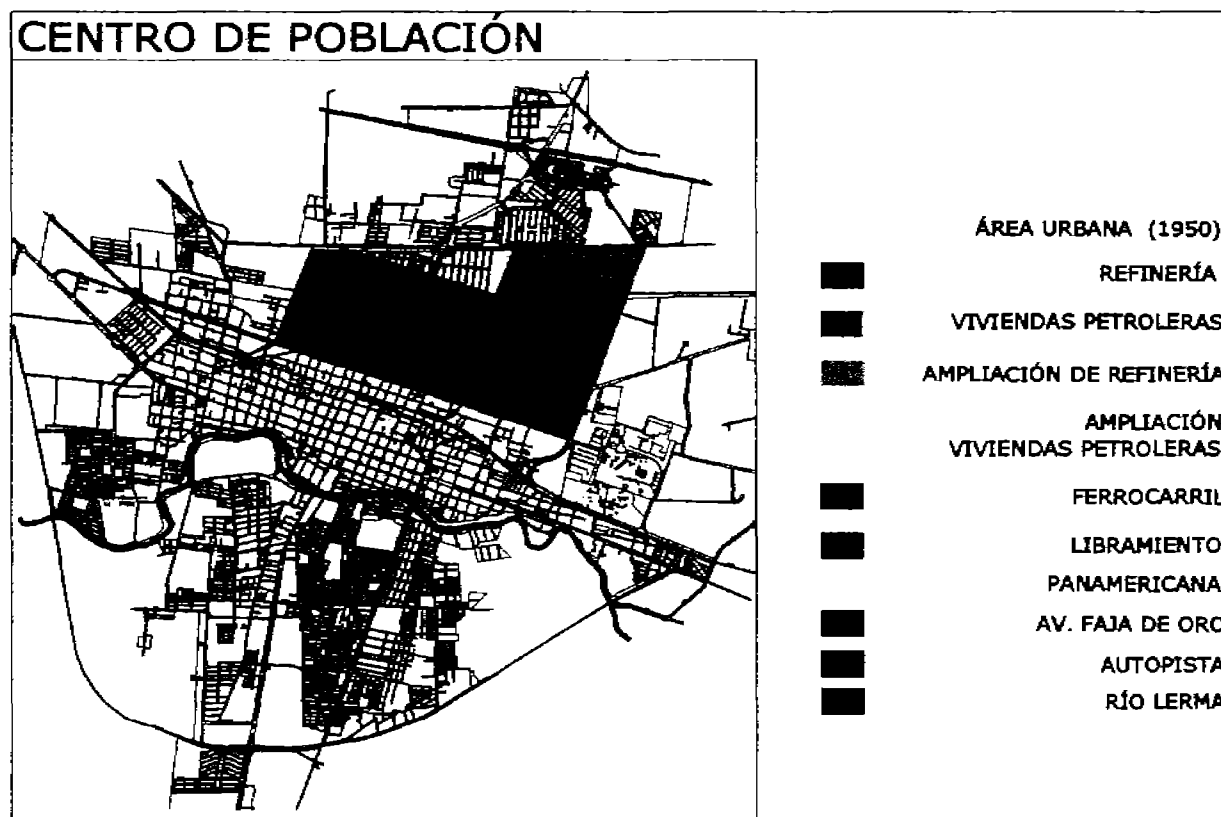 CENTRO DE POBLACIÓN
ÁREA URBANA (1950)
REFINERÍA
VIVIENDAS PETROLERAS
AMPLIACIÓN DE REFINERÍA
AMPLIACIÓN
VIVIENDAS PETROLERAS
FERROCARRIL
LIBRAMIENTO
PANAMERICANA
AV. FAJA DE ORO
AUTOPISTA
RÍO LERMA